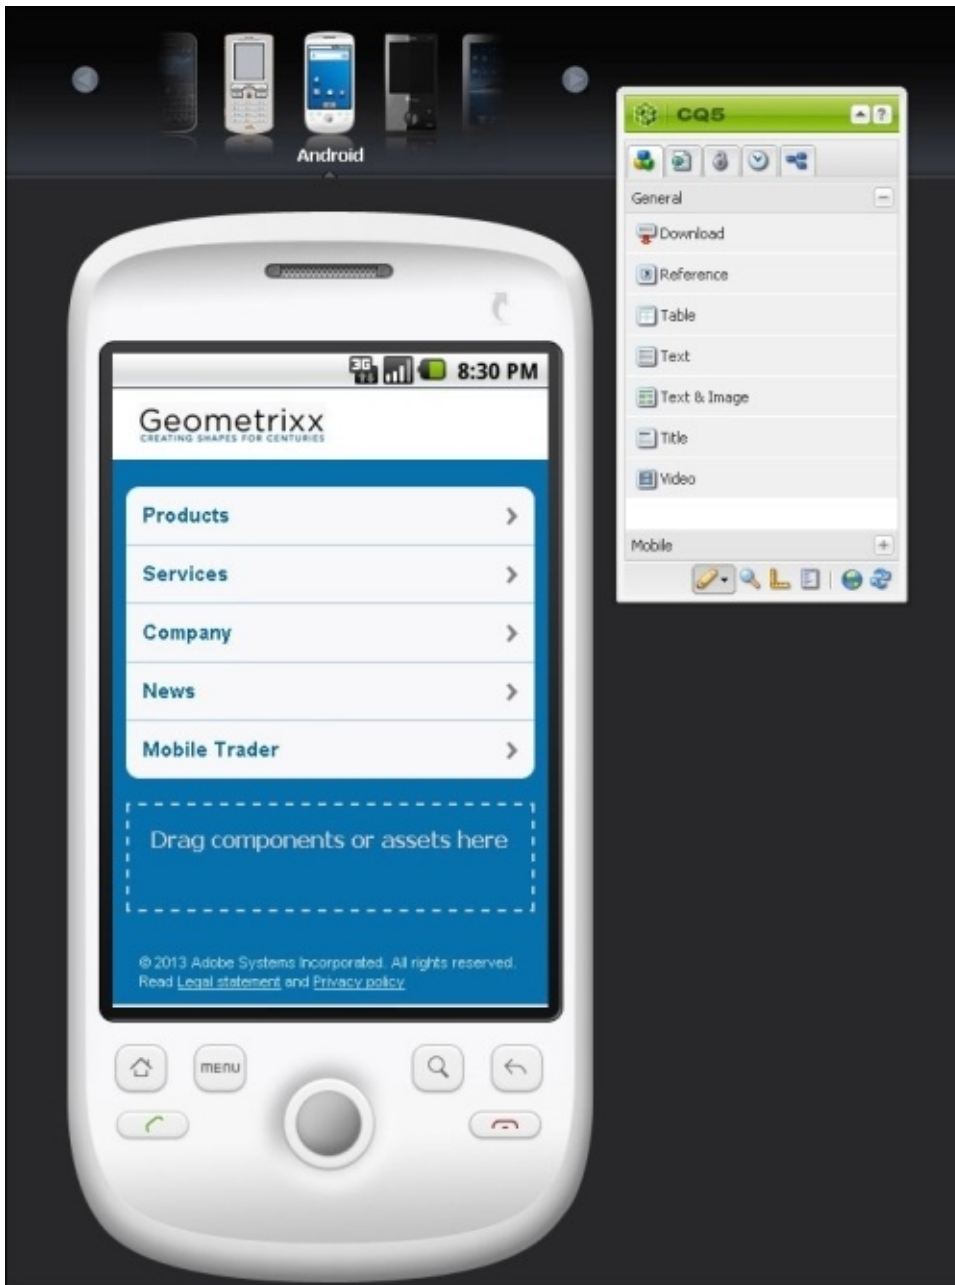 Android
CQ5
?
General
Download
Reference
Table
Text
Text & Image
Title
Video
Mobile
3G
8:30 PM
Geometrixx
CREATING SHAPES FOR CENTURIES
Products
Services
Company
News
Mobile Trader
Drag components or assets here
© 2013 Adobe Systems Incorporated. All rights reserved.
Read Legal statement and Privacy policy
MENU